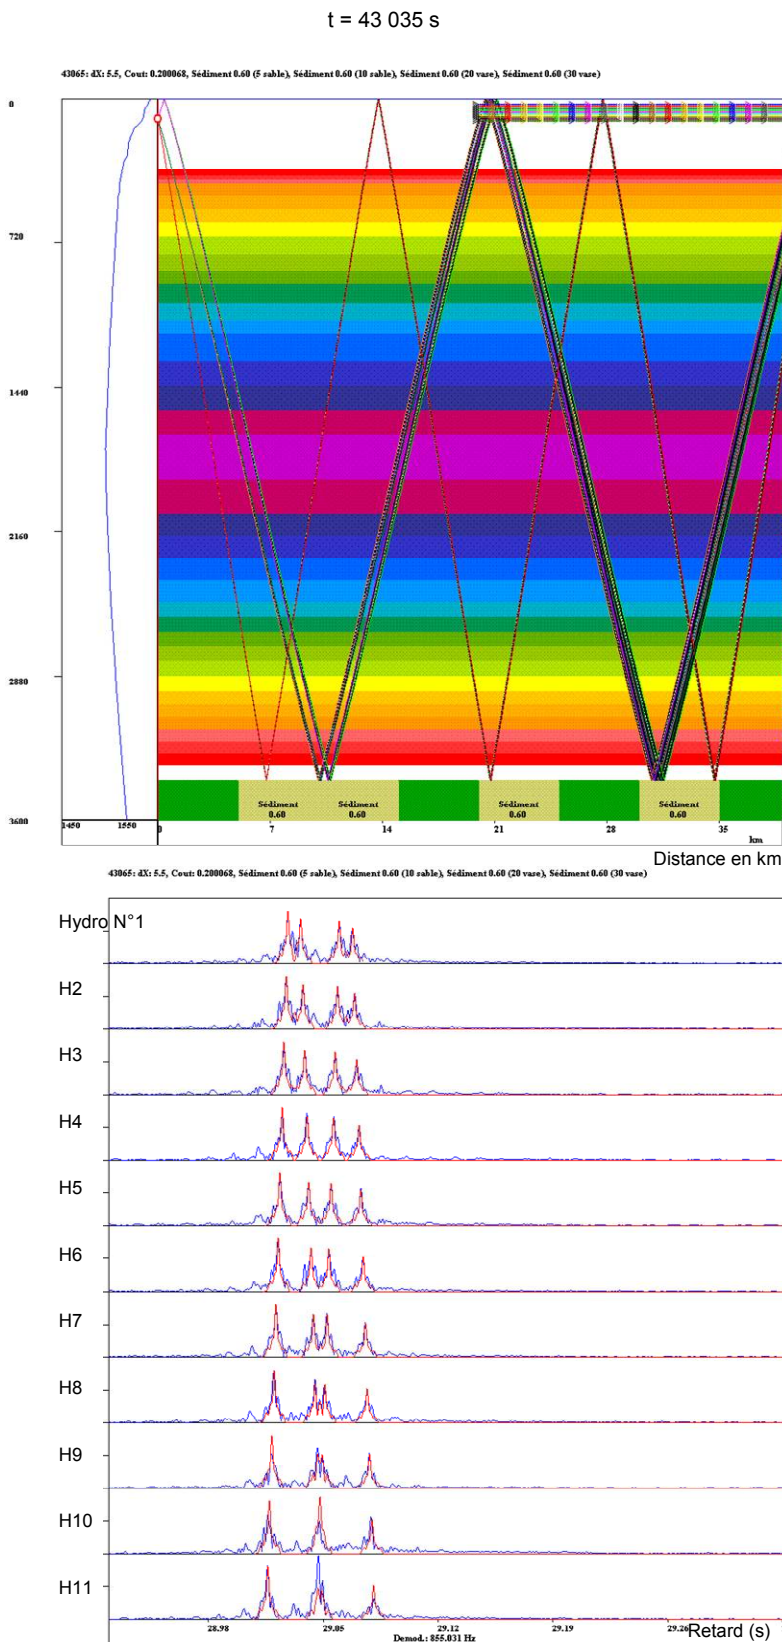 t = 43 035 s
43065: dX: 5.5, Cout: 0.200068, Sédiment 0.60 (5 sable), Sédiment 0.60 (10 sable), Sédiment 0.60 (20 vase), Sédiment 0.60 (30 vase)
0
720
1440
2160
2880
3600
Sédiment Sédiment Sédiment Sédiment
0.60 0.60 0.60 0.60
1450 1550 0 7 14 21 28 35
km
Distance en km
43065: dX: 5.5, Cout: 0.200068, Sédiment 0.60 (5 sable), Sédiment 0.60 (10 sable), Sédiment 0.60 (20 vase), Sédiment 0.60 (30 vase)
Hydro N°1
H2
H3
H4
H5
H6
H7
H8
H9
H10
H11
28.98 29.05 29.12 29.19 29.26 Retard (s)
Demod.: 855.031 Hz